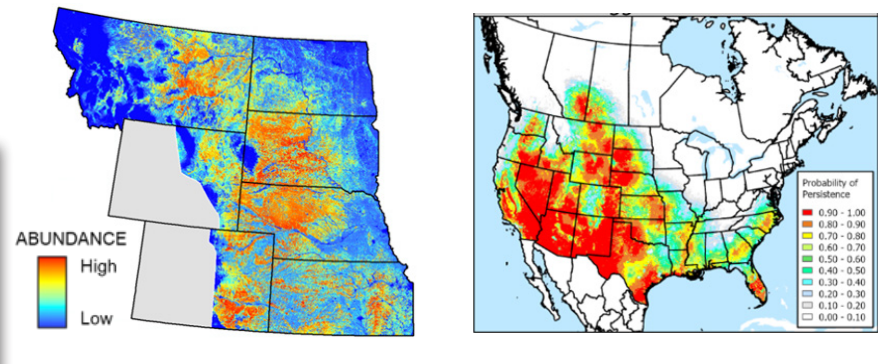 ABUNDANCE
High
Low
Probability of
Persistence
0.90 - 1.00
0.80 - 0.90
0.70 - 0.80
0.60 - 0.70
0.50 - 0.60
0.40 - 0.50
0.30 - 0.40
0.20 - 0.30
0.10 - 0.20
0.00 - 0.10